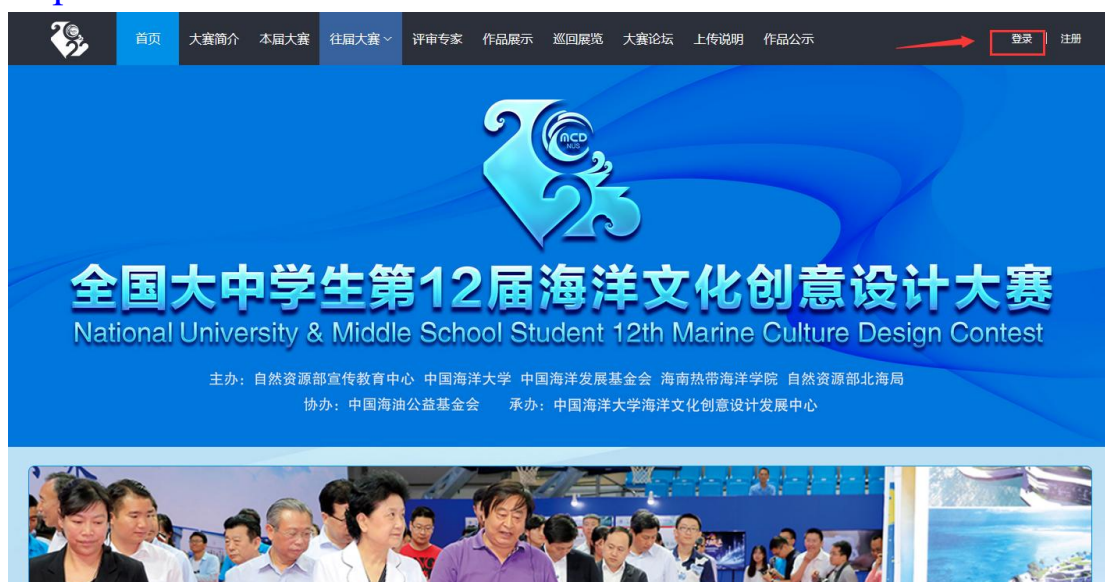 首页 大赛简介 本届大赛 往届大赛 评审专家 作品展示 巡回展览 大赛论坛 上传说明 作品公示 登录 | 注册
MCD
NUS
全国大中学生第12届海洋文化创意设计大赛
National University & Middle School Student 12th Marine Culture Design Contest
主办：自然资源部宣传教育中心 中国海洋大学 中国海洋发展基金会 海南热带海洋学院 自然资源部北海局
协办：中国海油公益基金会 承办：中国海洋大学海洋文化创意设计发展中心